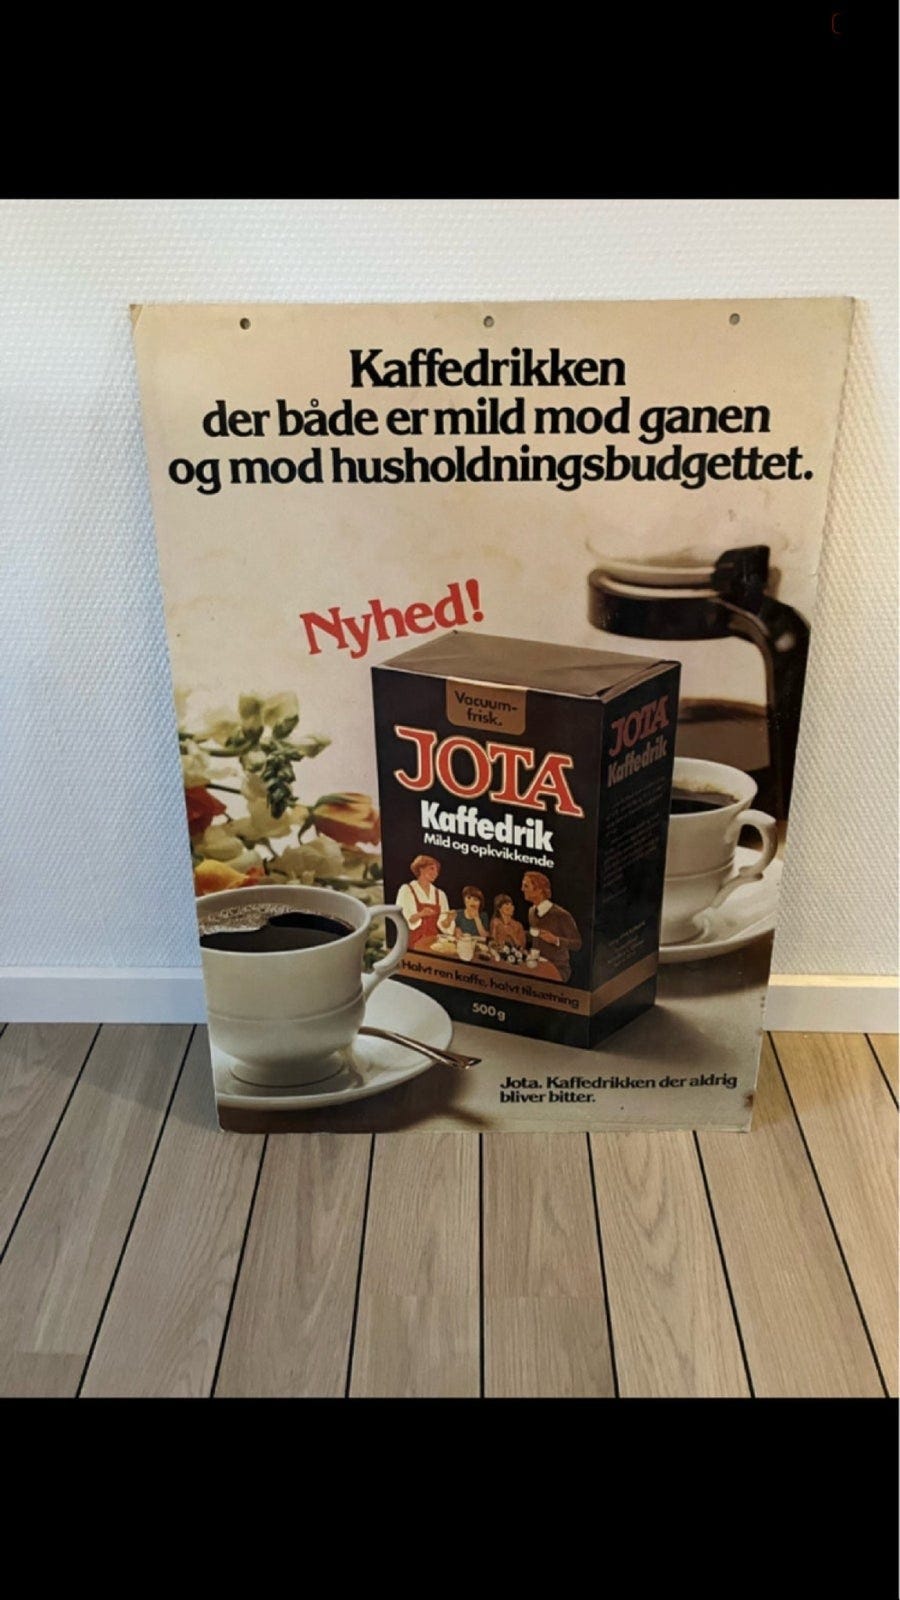 Kaffedrikken
der både er mild mod ganen
og mod husholdningsbudgettet.
Nyhed!
Vacuum-
frisk.
JOTA
Kaffedrik
Mild og opkvikkende
Halvt ren kaffe, halvt tilsætning
500 g
JOTA
Kaffedrik
Jota. Kaffedrikken der aldrig
bliver bitter.